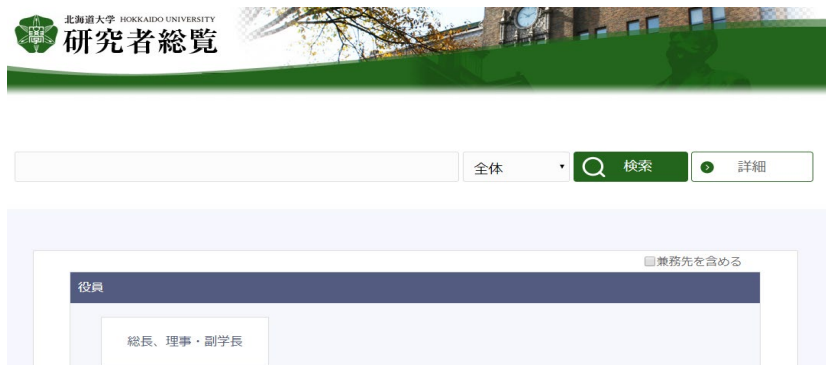 北海道大学 HOKKAIDO UNIVERSITY
研究者総覧
全体 検索 詳細
兼務先を含める
役員
総長、理事・副学長